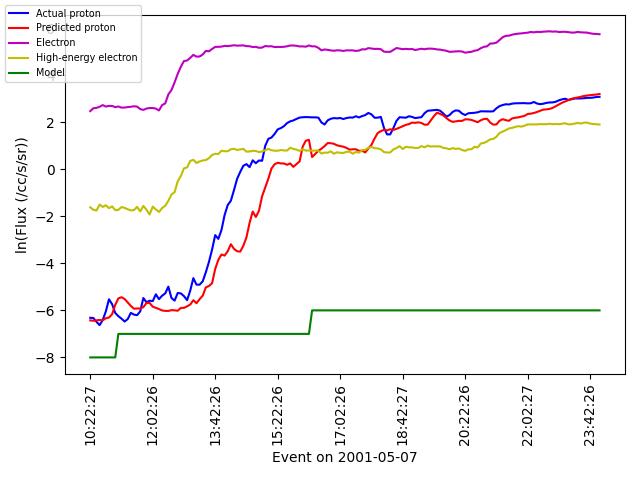 Actual proton
Predicted proton
Electron
High-energy electron
Model
ln(Flux (/cc/s/sr))
2
0
−2
−4
−6
−8
10:22:27
12:02:26
13:42:26
15:22:26
17:02:26
18:42:27
20:22:26
22:02:27
23:42:26
Event on 2001-05-07